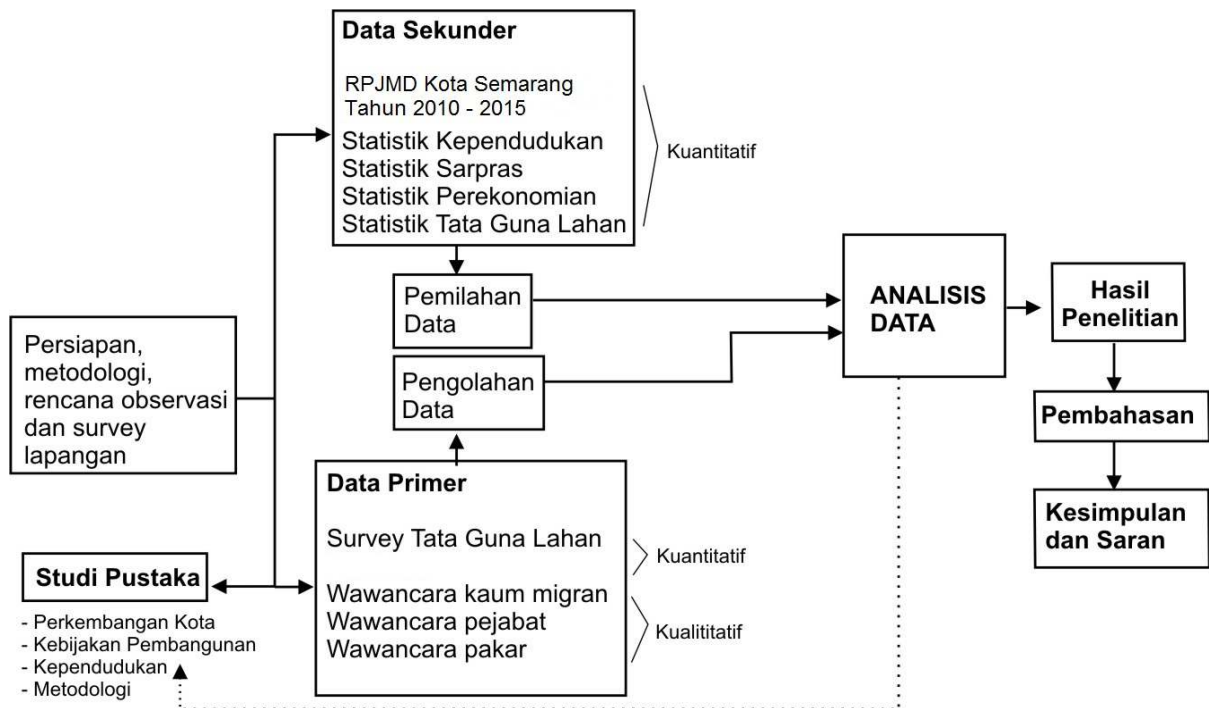 Data Sekunder
RPJMD Kota Semarang
Tahun 2010 - 2015
Statistik Kependudukan
Statistik Sarpras
Statistik Perekonomian
Statistik Tata Guna Lahan
Kuantitatif
Pemilahan
Data
Pengolahan
Data
Persiapan,
metodologi,
rencana observasi
dan survey
lapangan
ANALISIS
DATA
Hasil
Penelitian
Pembahasan
Kesimpulan
dan Saran
Data Primer
Survey Tata Guna Lahan
Kuantitatif
Wawancara kaum migran
Wawancara pejabat
Wawancara pakar
Kualititatif
Studi Pustaka
- Perkembangan Kota
- Kebijakan Pembangunan
- Kependudukan
- Metodologi